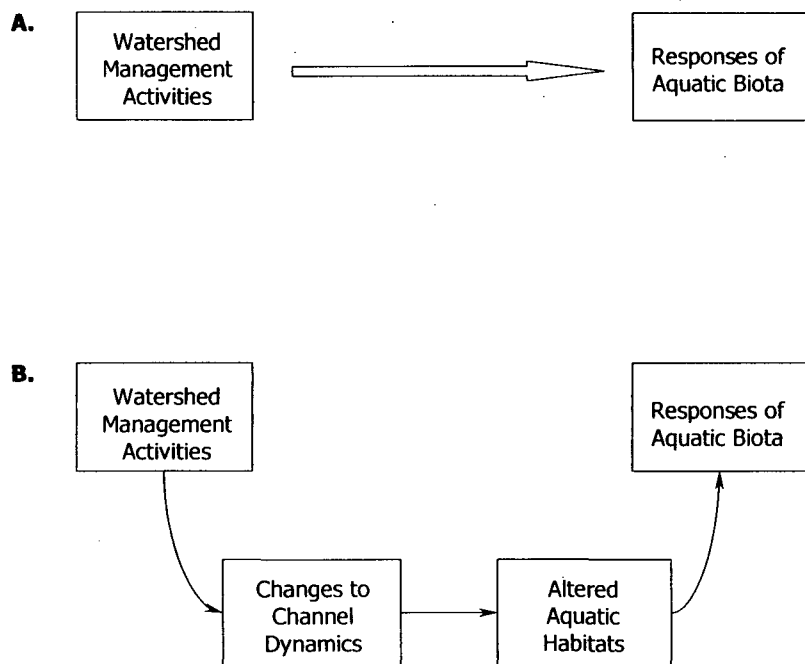 A.
Watershed
Management
Activities
Responses of
Aquatic Biota
B.
Watershed
Management
Activities
Responses of
Aquatic Biota
Changes to
Channel
Dynamics
Altered
Aquatic
Habitats